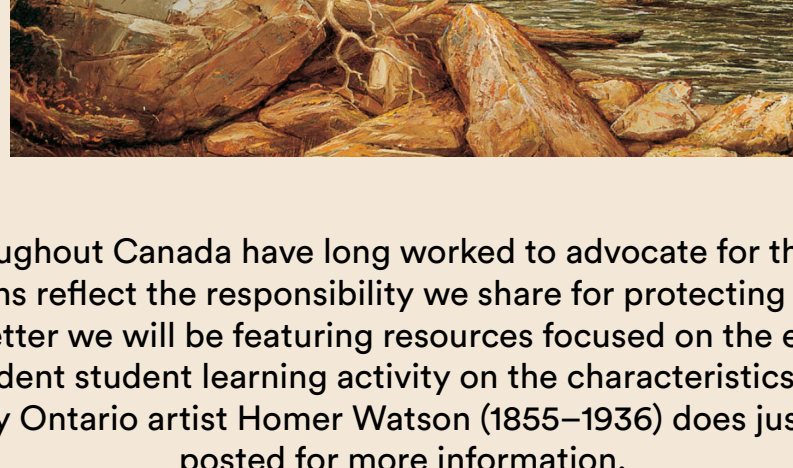 ughout Canada have long worked to advocate for th
ns reflect the responsibility we share for protecting
etter we will be featuring resources focused on the e
dent student learning activity on the characteristics
y Ontario artist Homer Watson (1855–1936) does jus
posted for more information.